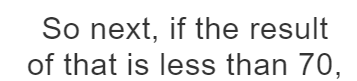 So next, if the result
of that is less than 70,